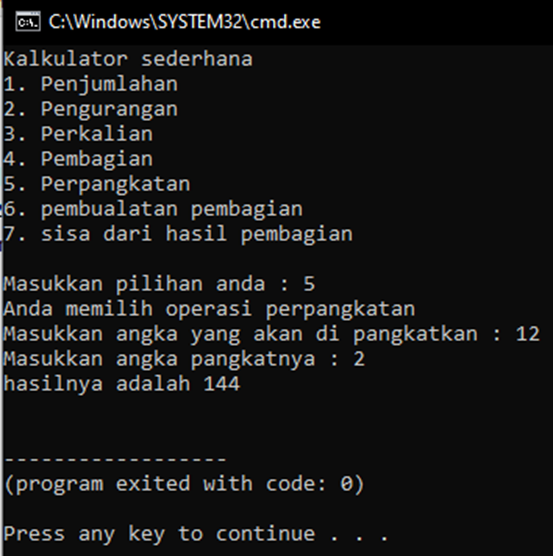 C:\Windows\SYSTEM32\cmd.exe
Kalkulator sederhana
1. Penjumlahan
2. Pengurangan
3. Perkalian
4. Pembagian
5. Perpangkatan
6. pembualatan pembagian
7. sisa dari hasil pembagian
Masukkan pilihan anda : 5
Anda memilih operasi perpangkatan
Masukkan angka yang akan di pangkatkan : 12
Masukkan angka pangkatnya : 2
hasilnya adalah 144
------------------
(program exited with code: 0)
Press any key to continue . . .